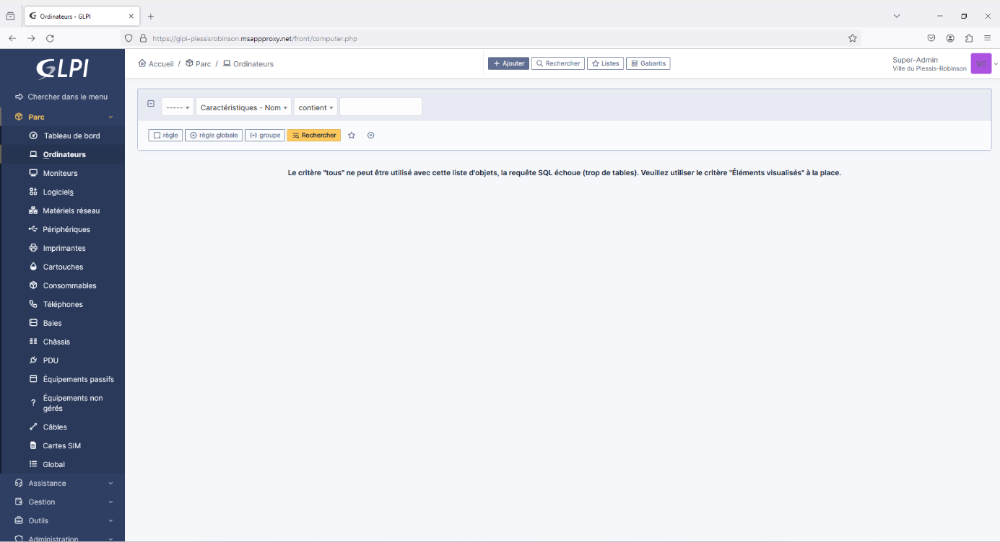 Ordinateurs - GLPI
https://glpi-plessisrobinson.msappproxy.net/front/computer.php
GLPI
Chercher dans le menu
Parc
Tableau de bord
Ordinateurs
Moniteurs
Logiciels
Matériels réseau
Périphériques
Imprimantes
Cartouches
Consommables
Téléphones
Baies
Châssis
PDU
Équipements passifs
Équipements non
gérés
Câbles
Cartes SIM
Global
Assistance
Gestion
Outils
Administration
Accueil / Parc / Ordinateurs
+ Ajouter Rechercher Listes Gabarits
Super-Admin
Ville du Plessis-Robinson
VC
----- Caractéristiques - Nom contient
règle règle globale (+) groupe Rechercher
Le critère "tous" ne peut être utilisé avec cette liste d'objets, la requête SQL échoue (trop de tables). Veuillez utiliser le critère "Éléments visualisés" à la place.